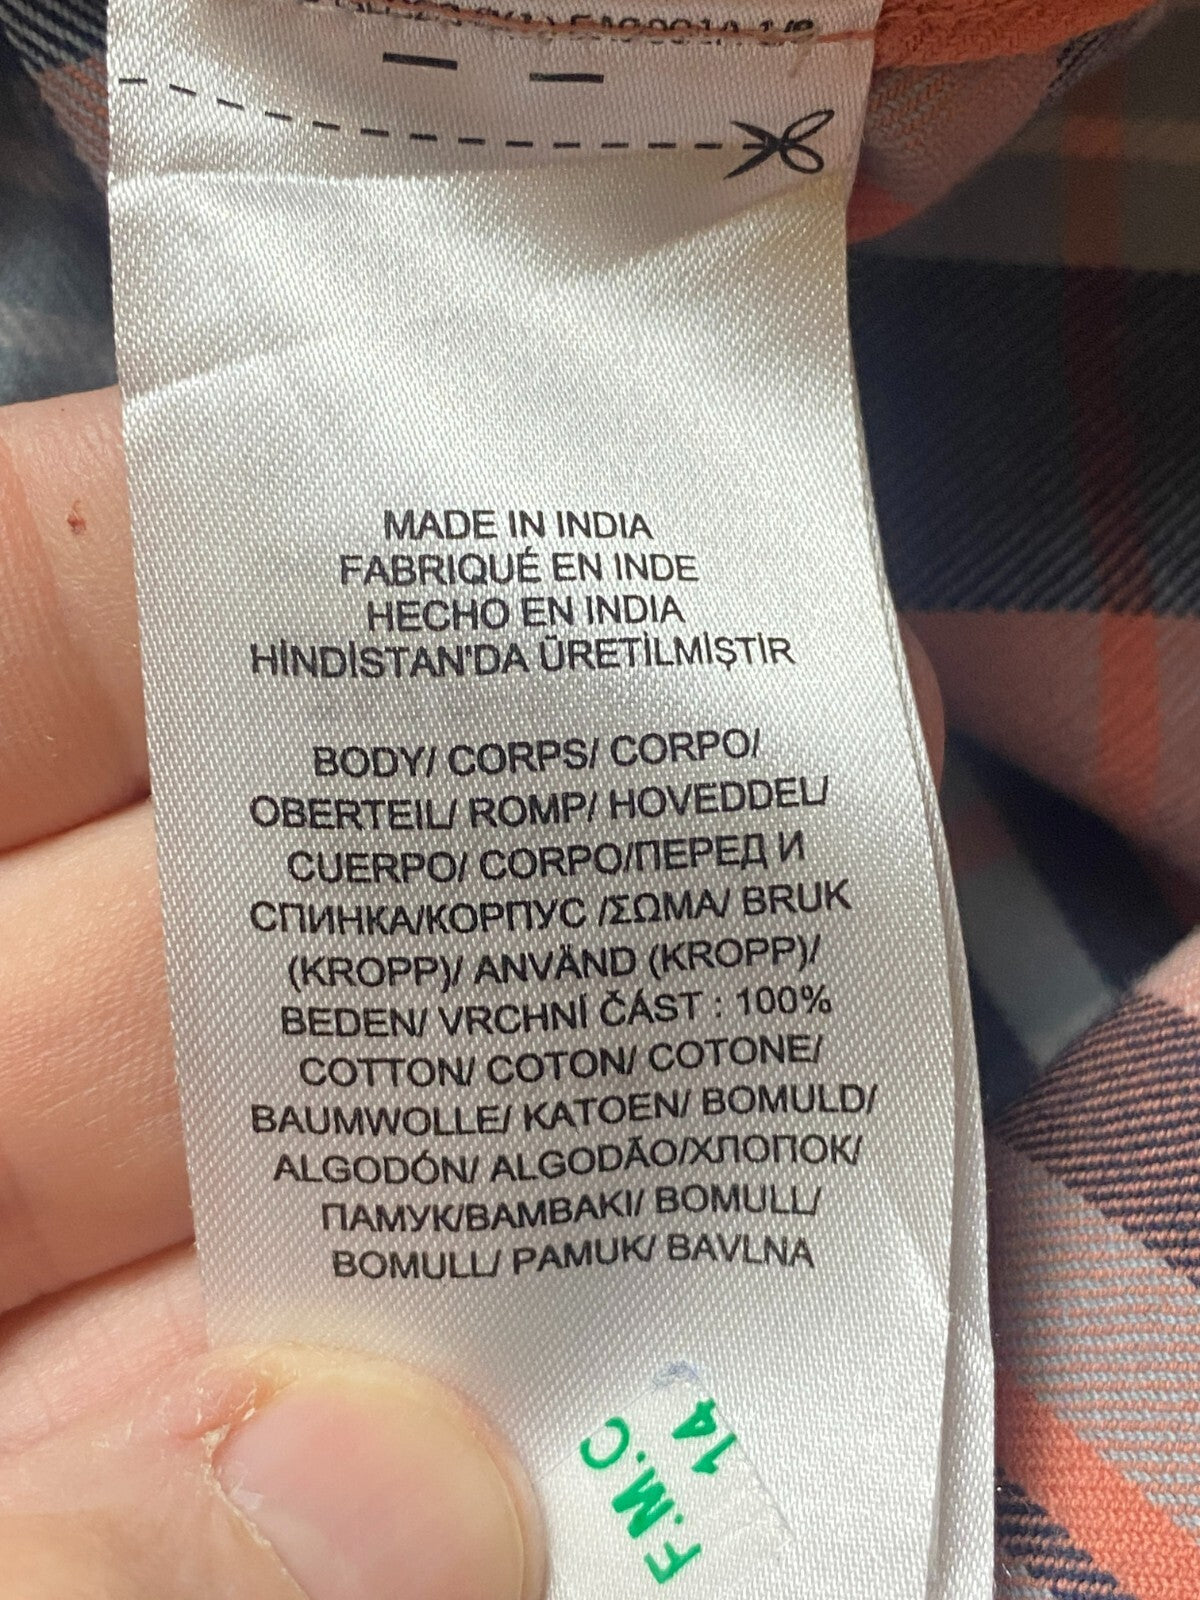 MADE IN INDIA
FABRIQUÉ EN INDE
HECHO EN INDIA
HİNDİSTAN'DA ÜRETİLMİŞTİR
BODY/ CORPS/ CORPO/
OBERTEIL/ ROMP/ HOVEDDEL/
CUERPO/ CORPO/ПЕРЕД И
СПИНКА/КОРПУС /ΣΩΜΑ/ BRUK
(KROPP)/ ANVÄND (KROPP)/
BEDEN/ VRCHNÍ ČÁST : 100%
COTTON/ COTON/ COTONE/
BAUMWOLLE/ KATOEN/ BOMULD/
ALGODÓN/ ALGODÃO/ХЛОПОК/
ПАМУК/ΒΑΜΒΑΚΙ/ BOMULL/
BOMULL/ PAMUK/ BAVLNA
F.M.C
14